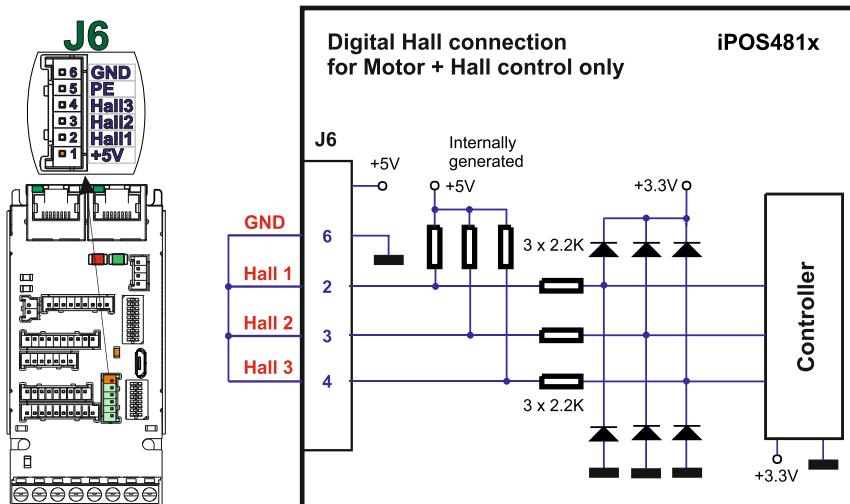 J6
6 GND
5 PE
4 Hall3
3 Hall2
2 Hall1
1 +5V
Digital Hall connection
for Motor + Hall control only
iPOS481x
J6
+5V
Internally
generated
+5V
+3.3V
GND
6
3 x 2.2K
Hall 1
2
Hall 2
3
Hall 3
4
3 x 2.2K
Controller
+3.3V